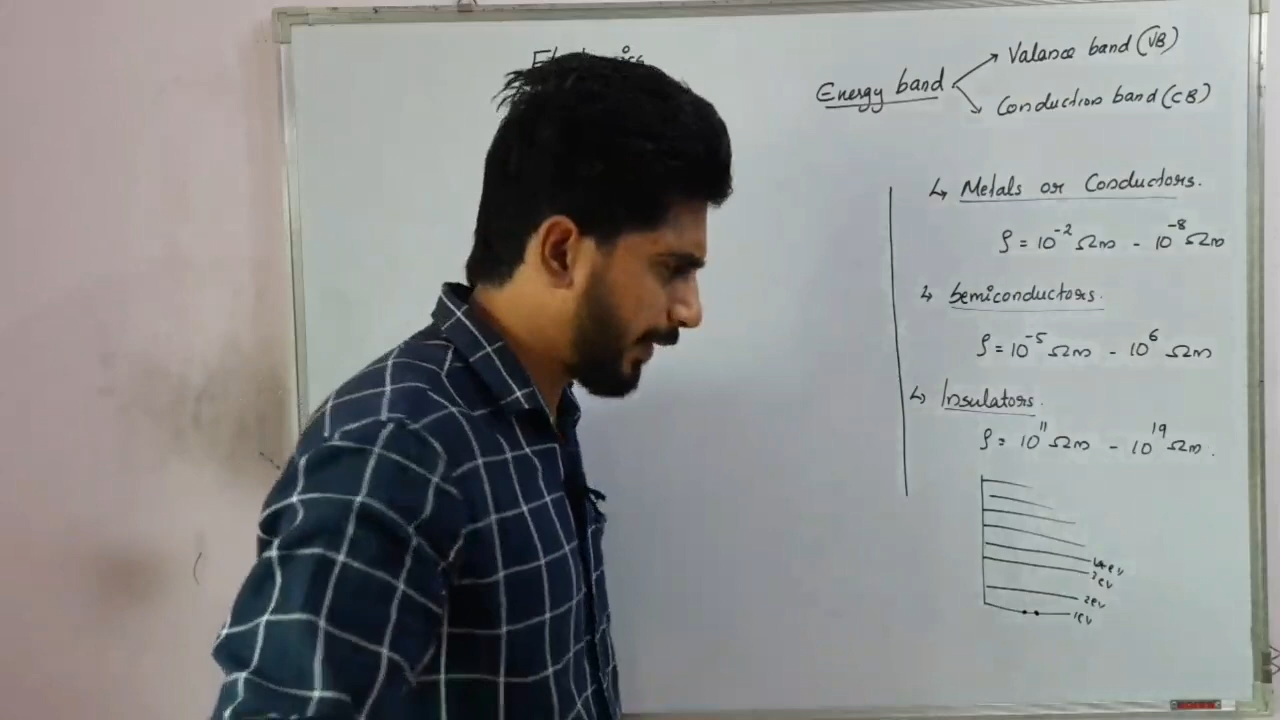 Energy band
Valance band (VB)
Conduction band (CB)
↳ Metals or Conductors.
ρ = 10⁻² Ωm - 10⁻⁸ Ωm
↳ Semiconductors.
ρ = 10⁻⁵ Ωm - 10⁶ Ωm
↳ Insulators.
ρ = 10¹¹ Ωm - 10¹⁹ Ωm.
2eV
1eV